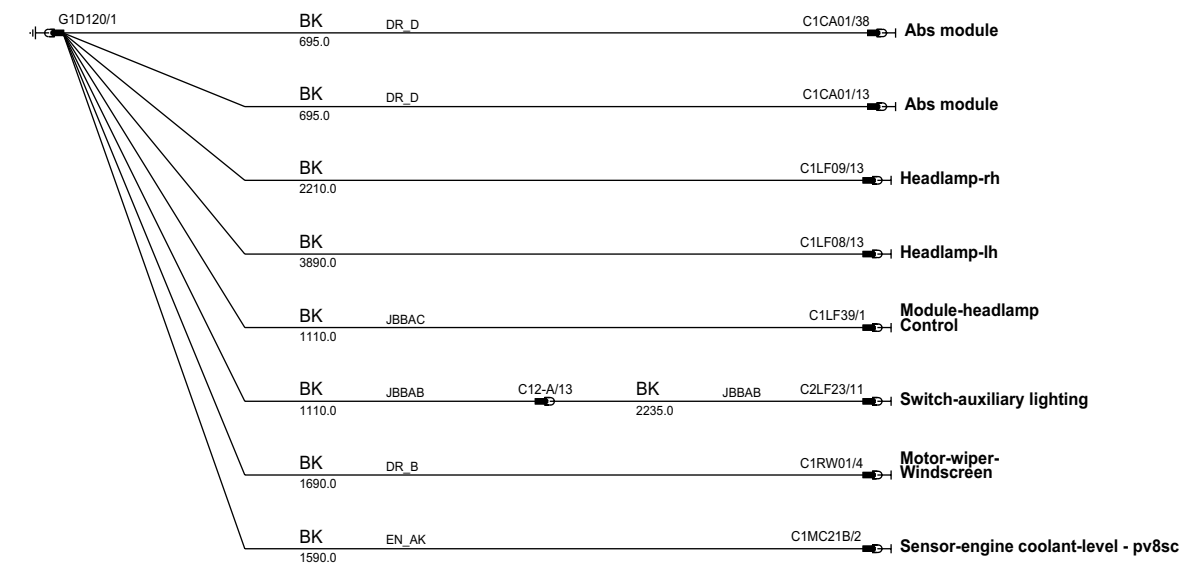 G1D120/1
BK DR_D C1CA01/38 Abs module
695.0
BK DR_D C1CA01/13 Abs module
695.0
BK C1LF09/13 Headlamp-rh
2210.0
BK C1LF08/13 Headlamp-lh
3890.0
BK JBBAC C1LF39/1 Module-headlamp
Control
1110.0
BK JBBAB C12-A/13 BK JBBAB C2LF23/11 Switch-auxiliary lighting
1110.0 2235.0
BK DR_B C1RW01/4 Motor-wiper-
Windscreen
1690.0
BK EN_AK C1MC21B/2 Sensor-engine coolant-level - pv8sc
1590.0